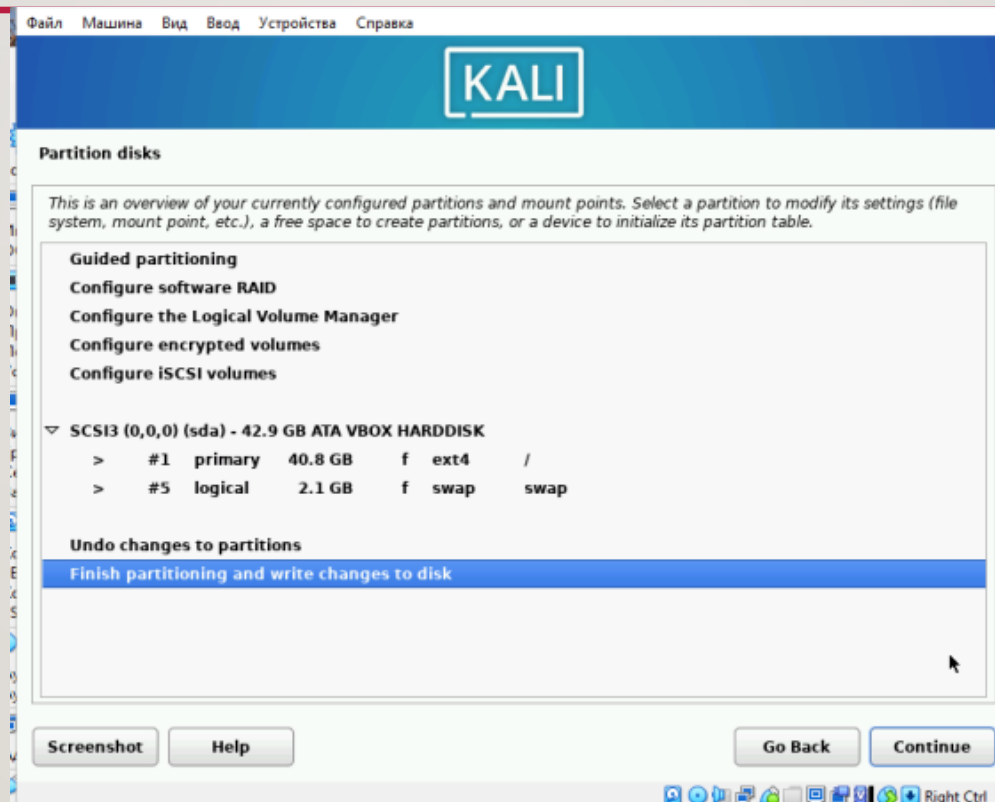 Файл Машина Вид Ввод Устройства Справка
KALI
Partition disks
This is an overview of your currently configured partitions and mount points. Select a partition to modify its settings (file
system, mount point, etc.), a free space to create partitions, or a device to initialize its partition table.
Guided partitioning
Configure software RAID
Configure the Logical Volume Manager
Configure encrypted volumes
Configure iSCSI volumes
SCSI3 (0,0,0) (sda) - 42.9 GB ATA VBOX HARDDISK
> #1 primary 40.8 GB f ext4 /
> #5 logical 2.1 GB f swap swap
Undo changes to partitions
Finish partitioning and write changes to disk
Screenshot Help Go Back Continue
Right Ctrl